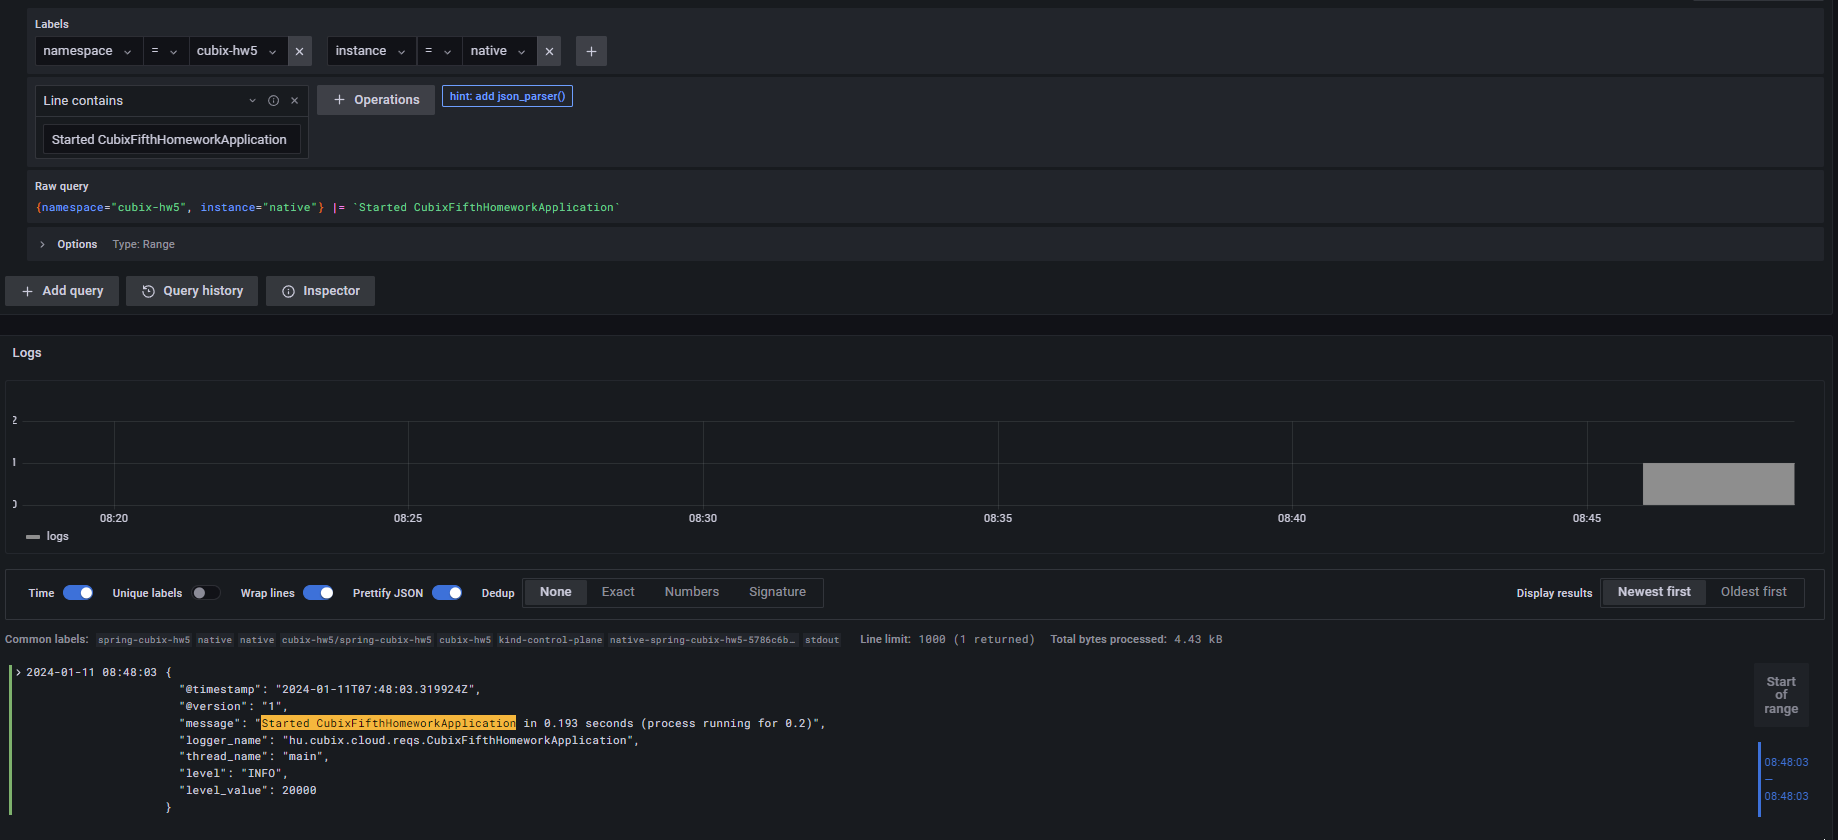 Labels
namespace = cubix-hw5 × instance = native × +
Line contains
+ Operations
hint: add json_parser()
Started CubixFifthHomeworkApplication
Raw query
{namespace="cubix-hw5", instance="native"} |= `Started CubixFifthHomeworkApplication`
> Options Type: Range
+ Add query Query history Inspector
Logs
2
1
0
08:20 08:25 08:30 08:35 08:40 08:45
logs
Time Unique labels Wrap lines Prettify JSON Dedup None Exact Numbers Signature Display results Newest first Oldest first
Common labels: spring-cubix-hw5 native native cubix-hw5/spring-cubix-hw5 cubix-hw5 kind-control-plane native-spring-cubix-hw5-5786c6b… stdout Line limit: 1000 (1 returned) Total bytes processed: 4.43 kB
> 2024-01-11 08:48:03 {
"@timestamp": "2024-01-11T07:48:03.319924Z",
"@version": "1",
"message": "Started CubixFifthHomeworkApplication in 0.193 seconds (process running for 0.2)",
"logger_name": "hu.cubix.cloud.reqs.CubixFifthHomeworkApplication",
"thread_name": "main",
"level": "INFO",
"level_value": 20000
}
Start
of
range
08:48:03
—
08:48:03